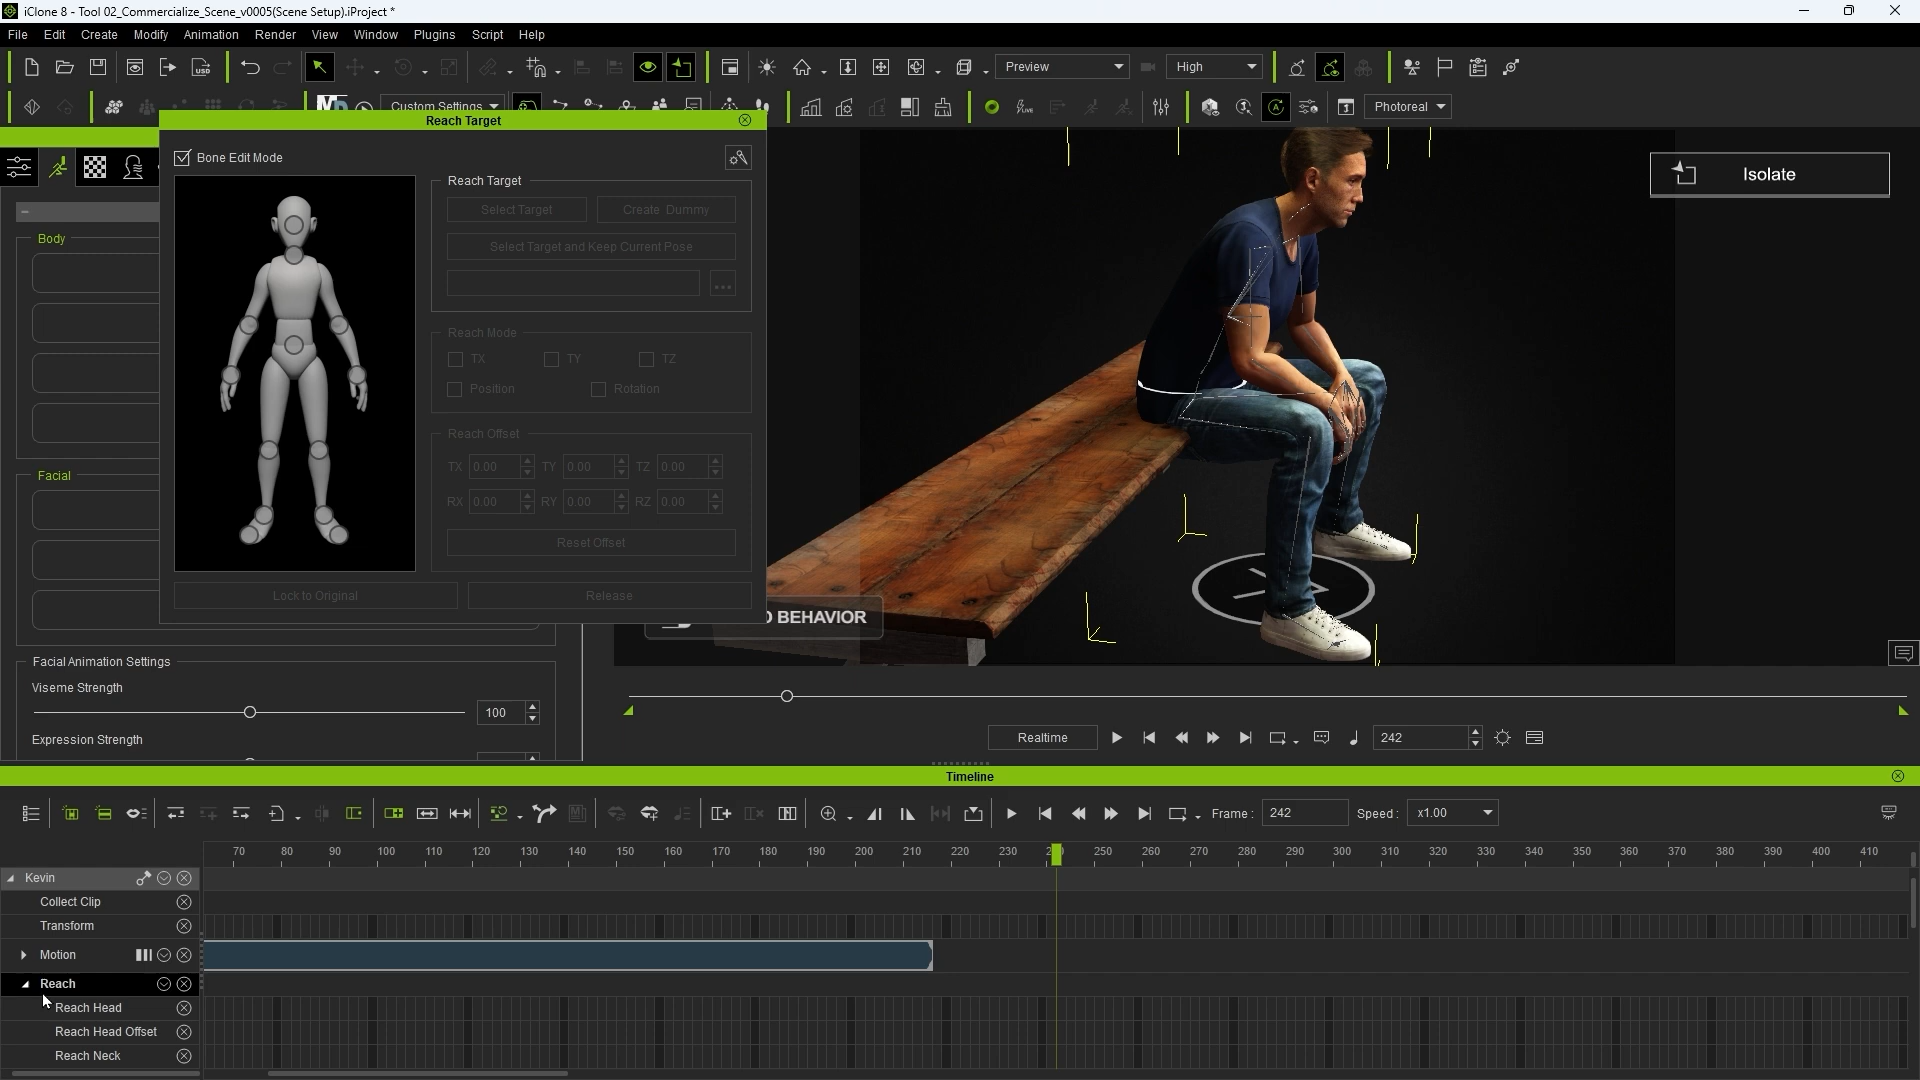 iClone 8 - Tool 02_Commercialize_Scene_v0005(Scene Setup).iProject *
File Edit Create Modify Animation Render View Window Plugins Script Help
Preview High
Custom Settings Photoreal
Reach Target
Bone Edit Mode
Reach Target
Select Target Create Dummy
Select Target and Keep Current Pose
...
Reach Mode
TX TY TZ
Position Rotation
Reach Offset
TX 0.00 TY 0.00 TZ 0.00
RX 0.00 RY 0.00 RZ 0.00
Reset Offset
Lock to Original Release
Body
Facial
Facial Animation Settings
Viseme Strength
100
Expression Strength
Isolate
BEHAVIOR
Realtime 242
Timeline
Frame : 242 Speed : x1.00
70 80 90 100 110 120 130 140 150 160 170 180 190 200 210 220 230 250 260 270 280 290 300 310 320 330 340 350 360 370 380 390 400 410
Kevin
Collect Clip
Transform
Motion
Reach
Reach Head
Reach Head Offset
Reach Neck